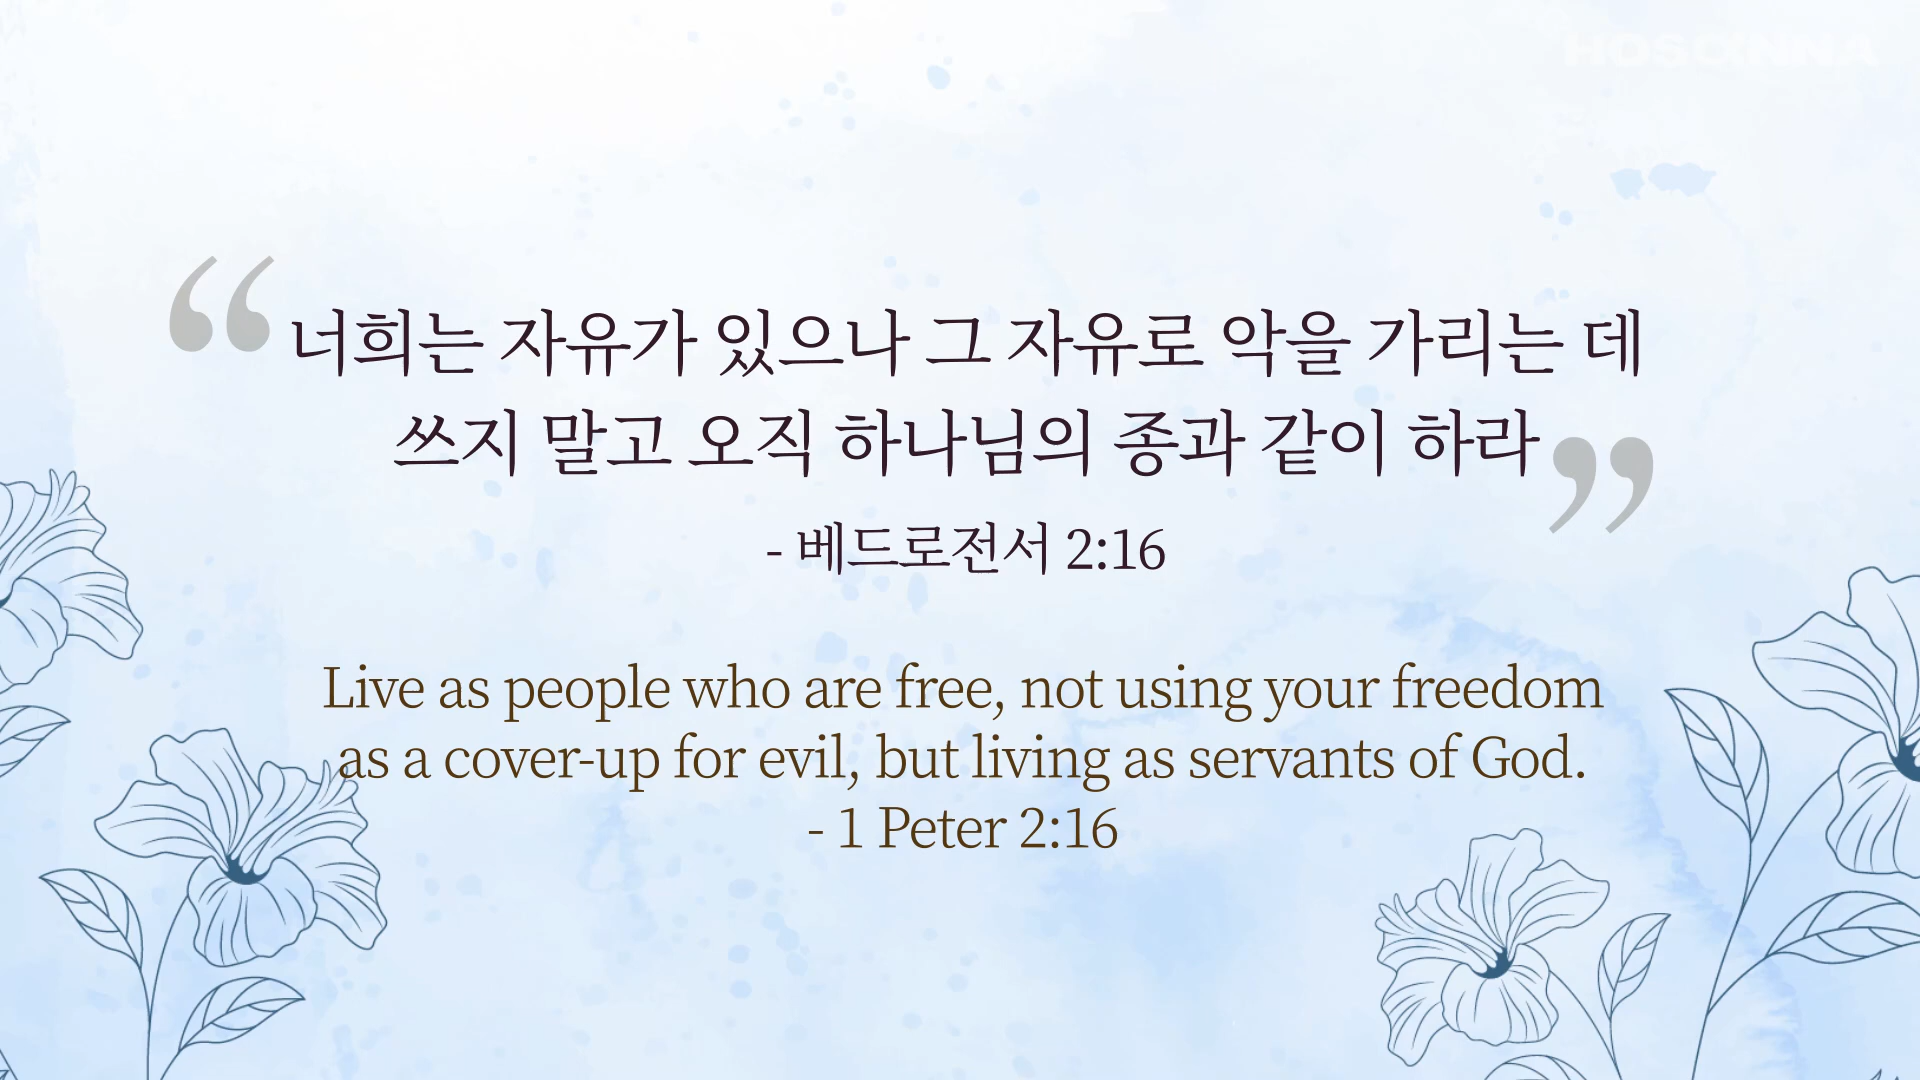 HOSANNA
“너희는 자유가 있으나 그 자유로 악을 가리는 데
쓰지 말고 오직 하나님의 종과 같이 하라”
- 베드로전서 2:16
Live as people who are free, not using your freedom
as a cover-up for evil, but living as servants of God.
- 1 Peter 2:16